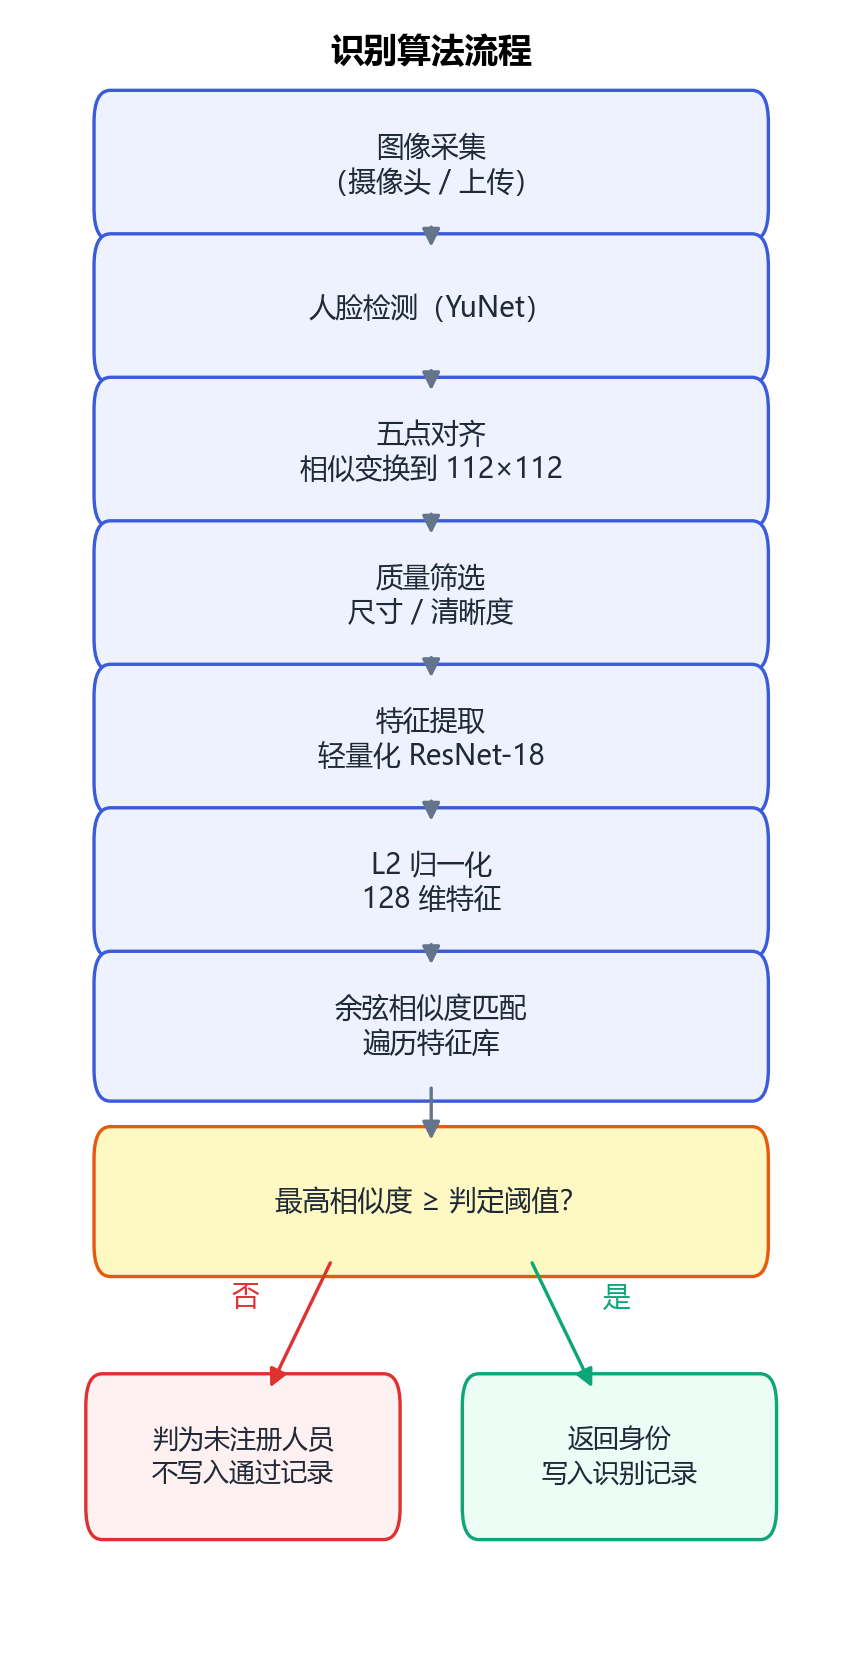 识别算法流程
图像采集
（摄像头 / 上传）
人脸检测（YuNet）
五点对齐
相似变换到 112×112
质量筛选
尺寸 / 清晰度
特征提取
轻量化 ResNet-18
L2 归一化
128 维特征
余弦相似度匹配
遍历特征库
最高相似度 ≥ 判定阈值？
否
是
判为未注册人员
不写入通过记录
返回身份
写入识别记录